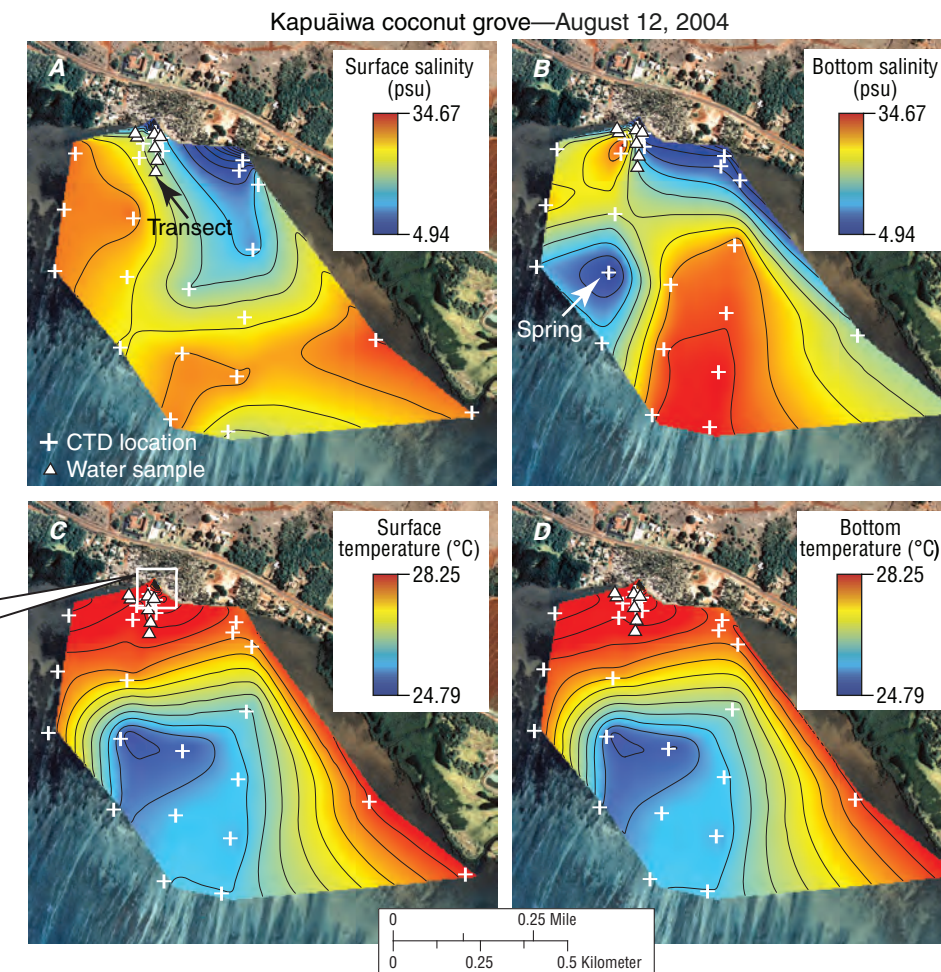 Kapuāiwa coconut grove—August 12, 2004
A
Surface salinity
(psu)
34.67
4.94
Transect
CTD location
Water sample
B
Bottom salinity
(psu)
34.67
4.94
Spring
C
Surface
temperature (°C)
28.25
24.79
D
Bottom
temperature (°C)
28.25
24.79
0 0.25 Mile
0 0.25 0.5 Kilometer